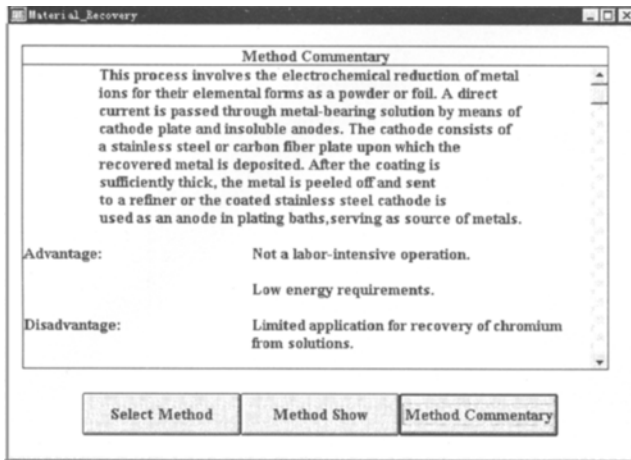 Material_Recovery
Method Commentary
This process involves the electrochemical reduction of metal
ions for their elemental forms as a powder or foil. A direct
current is passed through metal-bearing solution by means of
cathode plate and insoluble anodes. The cathode consists of
a stainless steel or carbon fiber plate upon which the
recovered metal is deposited. After the coating is
sufficiently thick, the metal is peeled off and sent
to a refiner or the coated stainless steel cathode is
used as an anode in plating baths,serving as source of metals.
Advantage: Not a labor-intensive operation.
Low energy requirements.
Disadvantage: Limited application for recovery of chromium
from solutions.
Select Method Method Show Method Commentary